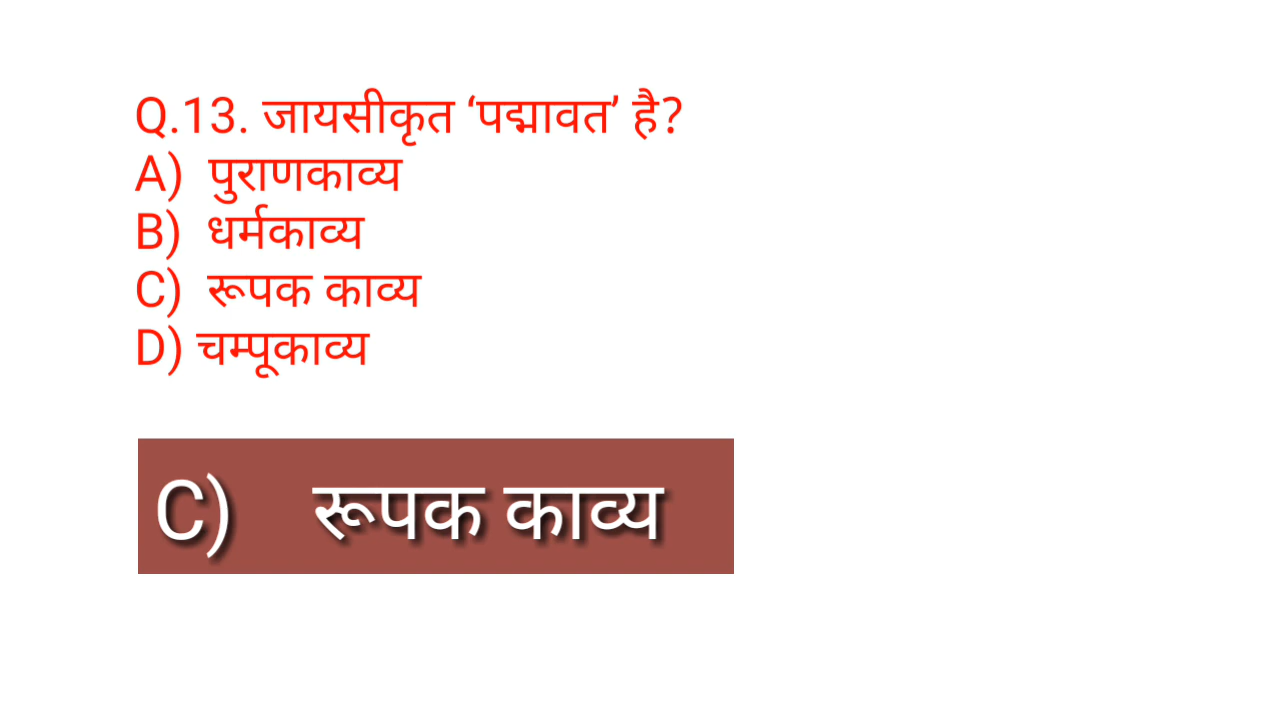 Q.13. जायसीकृत ‘पद्मावत’ है?
A) पुराणकाव्य
B) धर्मकाव्य
C) रूपक काव्य
D) चम्पूकाव्य
C) रूपक काव्य